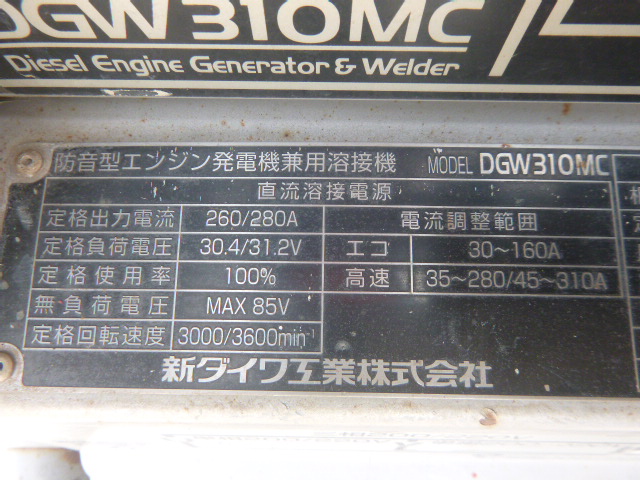 DGW310MC
Diesel Engine Generator & Welder
防音型エンジン発電機兼用溶接機 MODEL DGW310MC
直流溶接電源
定格出力電流 260/280A 電流調整範囲
定格負荷電圧 30.4/31.2V エコ 30～160A
定格使用率 100% 高速 35～280/45～310A
無負荷電圧 MAX 85V
定格回転速度 3000/3600min⁻¹
新ダイワ工業株式会社